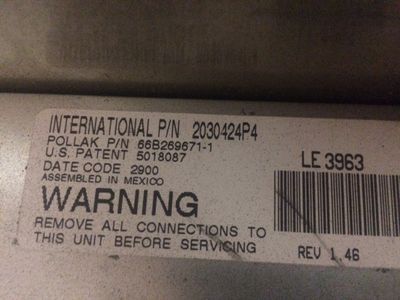 INTERNATIONAL P/N 2030424P4
POLLAK P/N 66B269671-1
U.S. PATENT 5018087
DATE CODE 2900
ASSEMBLED IN MEXICO
WARNING
REMOVE ALL CONNECTIONS TO
THIS UNIT BEFORE SERVICING
LE 3963
REV 1.46